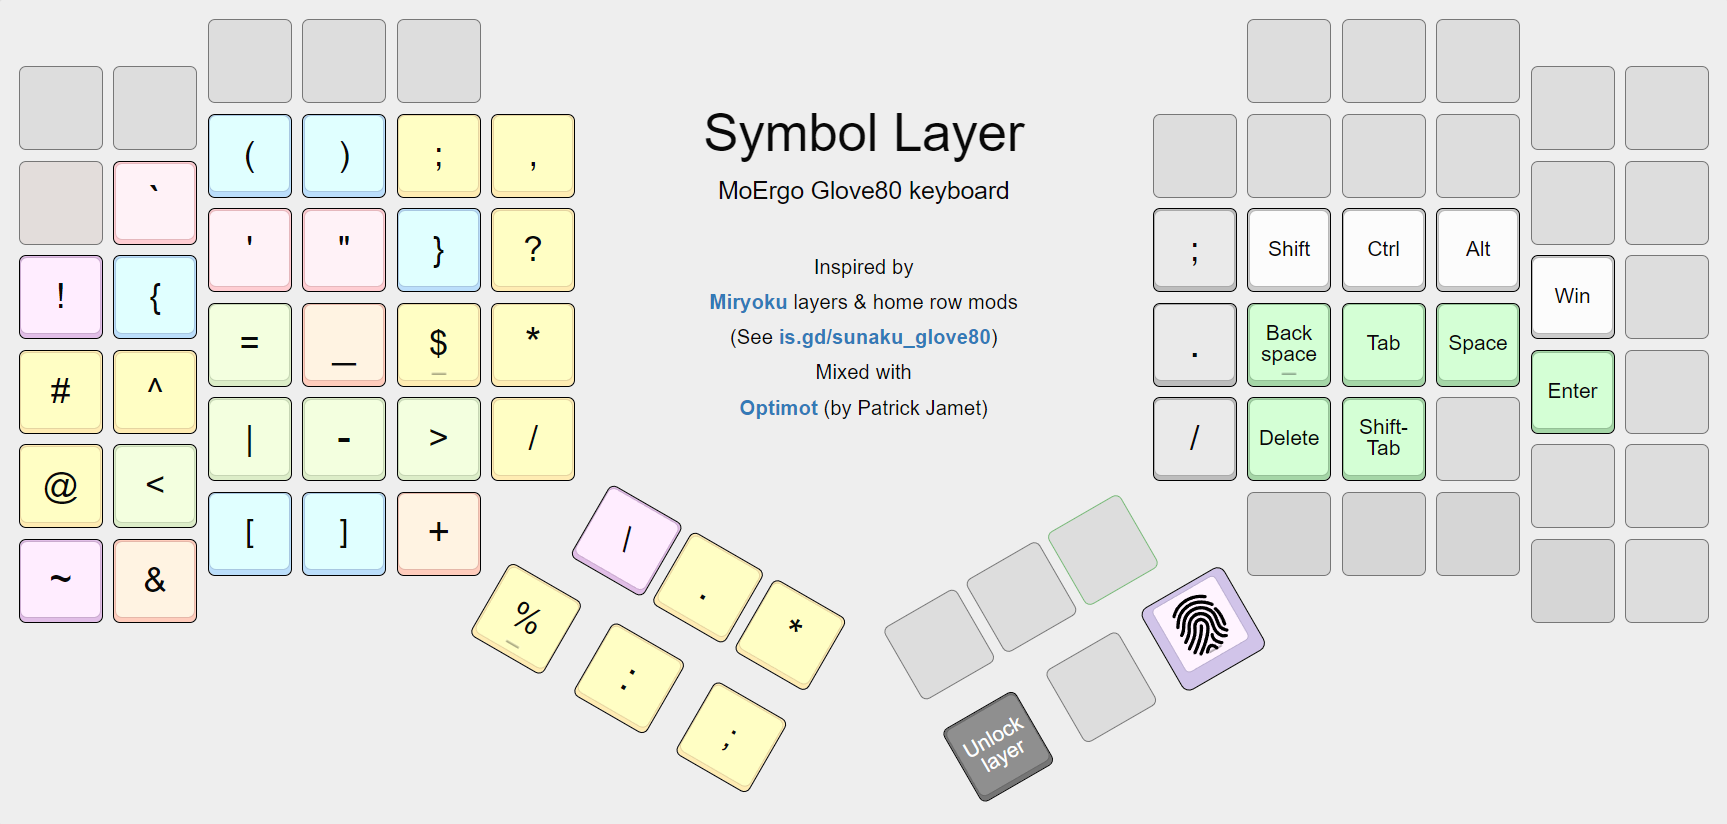 ( ) ; ,
Symbol Layer
MoErgo Glove80 keyboard
` ' " } ?
Inspired by
Miryoku layers & home row mods
(See is.gd/sunaku_glove80)
Mixed with
Optimot (by Patrick Jamet)
; Shift Ctrl Alt Win
! { = _ $ *
. Back
space Tab Space Enter
# ^ | - > /
/ Delete Shift-
Tab
@ < [ ] +
~ &
/ . *
% : ;
Unlock
layer